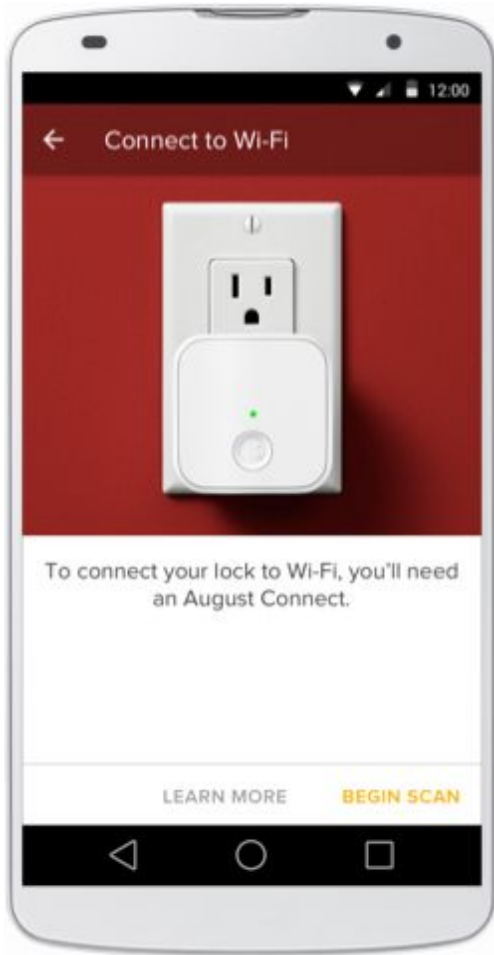 12:00
Connect to Wi-Fi
To connect your lock to Wi-Fi, you'll need
an August Connect.
LEARN MORE BEGIN SCAN